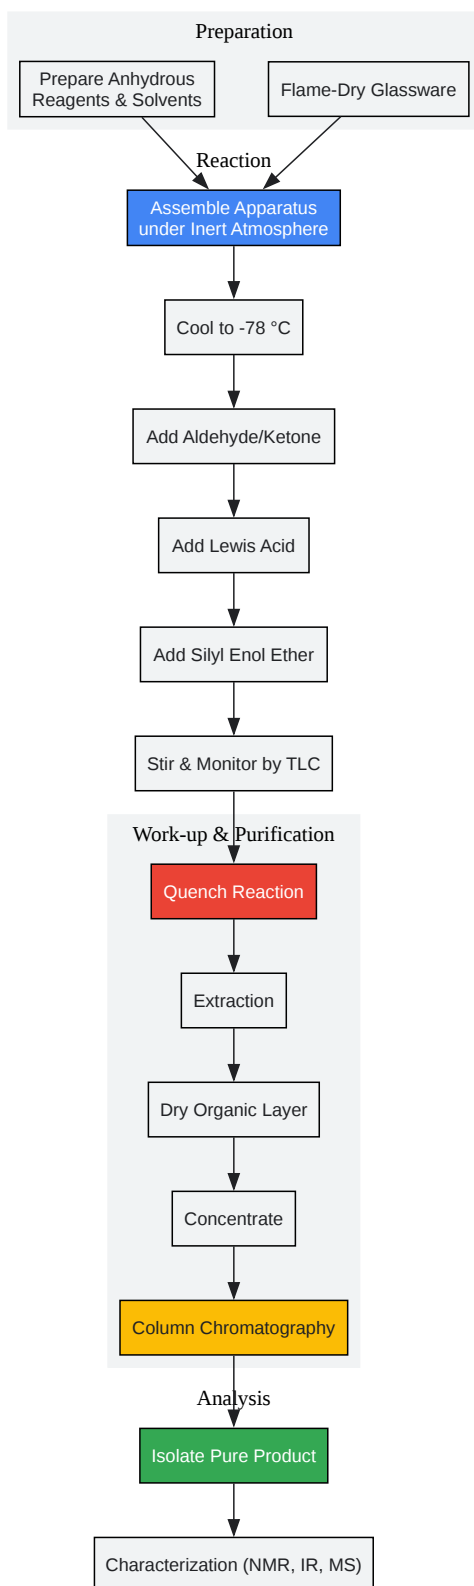 Preparation
Prepare Anhydrous
Reagents & Solvents
Flame-Dry Glassware
Reaction
Assemble Apparatus
under Inert Atmosphere
Cool to -78 °C
Add Aldehyde/Ketone
Add Lewis Acid
Add Silyl Enol Ether
Stir & Monitor by TLC
Work-up & Purification
Quench Reaction
Extraction
Dry Organic Layer
Concentrate
Column Chromatography
Analysis
Isolate Pure Product
Characterization (NMR, IR, MS)